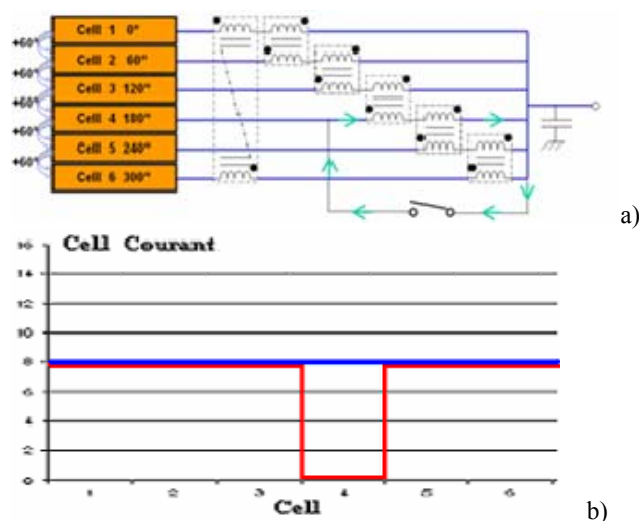 +60°
+60°
+60°
+60°
+60°
Cell 1 0°
Cell 2 60°
Cell 3 120°
Cell 4 180°
Cell 5 240°
Celll 6 300°
a)
Cell Courant
16
14
12
10
8
6
4
2
0
1 2 3 4 5 6
Cell
b)